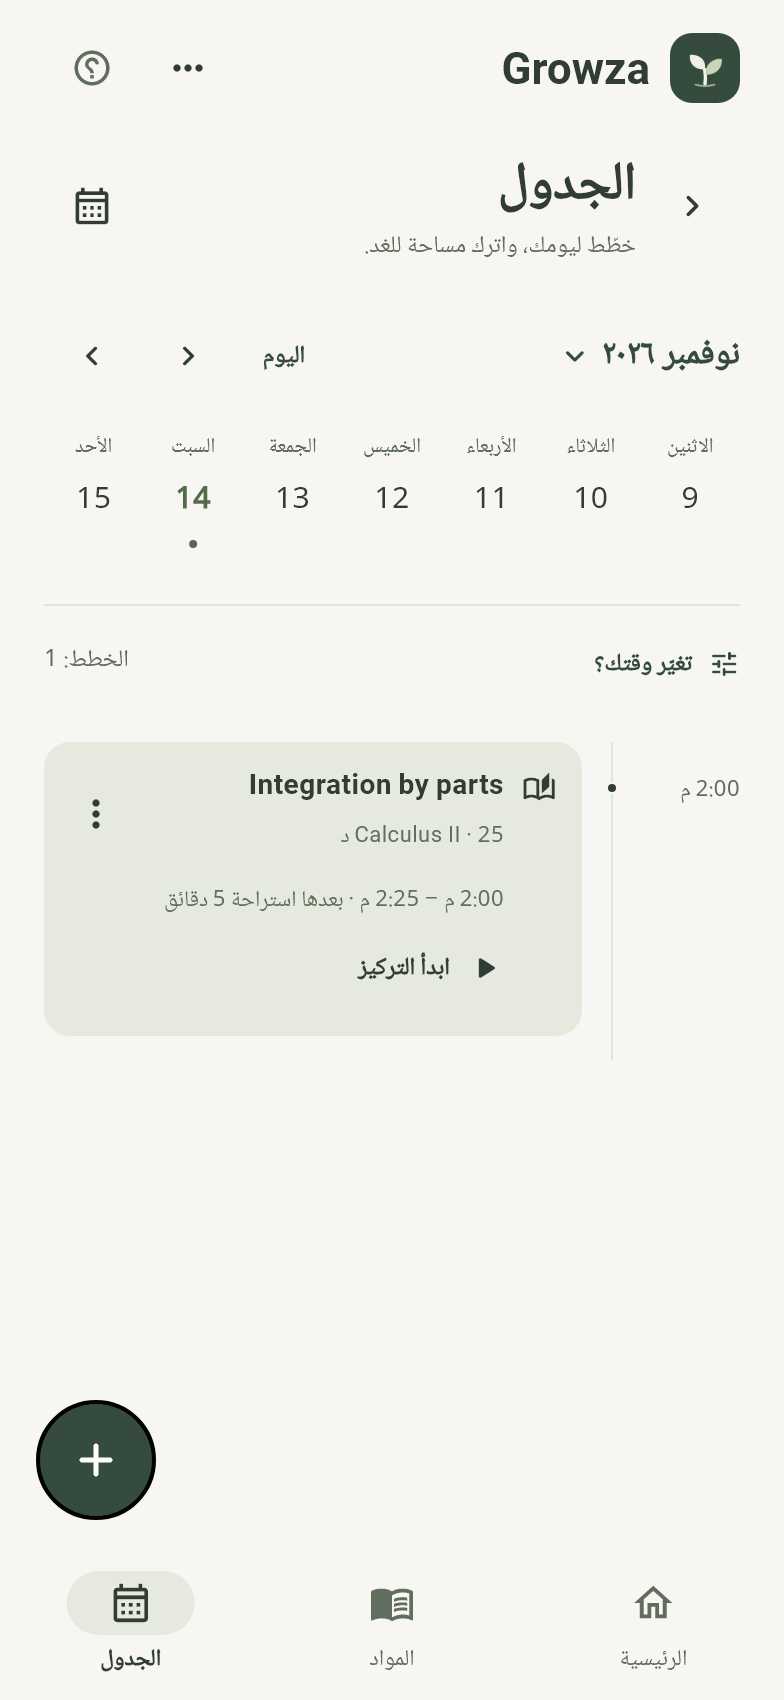 Growza
الجدول
خطّط ليومك، واترك مساحة للغد.
نوفمبر ٢٠٢٦
اليوم
الاثنين الثلاثاء الأربعاء الخميس الجمعة السبت الأحد
9 10 11 12 13 14 15
تغيّر وقتك؟
الخطط: 1
2:00 م
Integration by parts
Calculus II · 25 د
2:00 م – 2:25 م · بعدها استراحة 5 دقائق
ابدأ التركيز
الرئيسية
المواد
الجدول